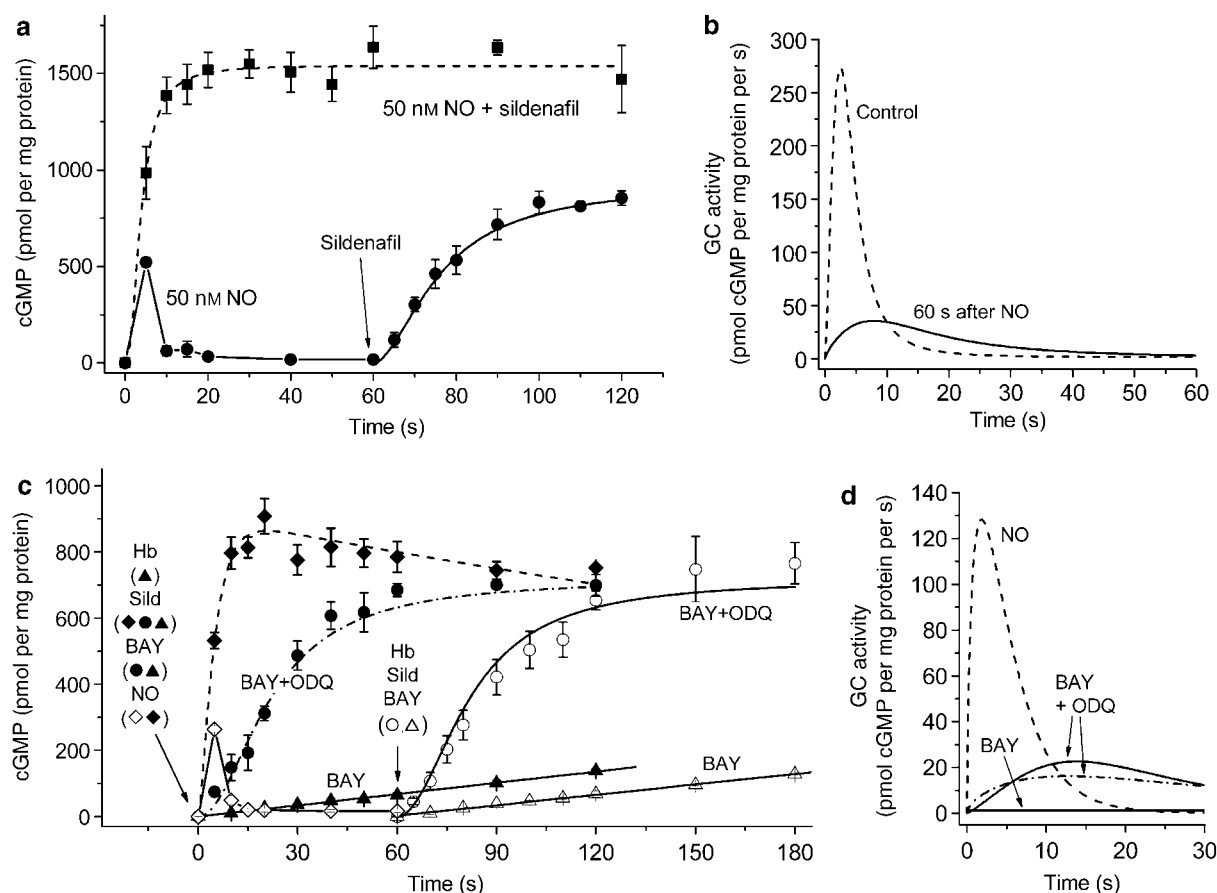 a
1500
1000
500
0
cGMP (pmol per mg protein)
50 nM NO + sildenafil
Sildenafil
50 nM NO
0 20 40 60 80 100 120
Time (s)
b
300
250
200
150
100
50
0
GC activity
(pmol cGMP per mg protein per s)
Control
60 s after NO
0 10 20 30 40 50 60
Time (s)
c
1000
800
600
400
200
0
cGMP (pmol per mg protein)
Hb
(▲)
Sild
(◆●▲)
BAY
(●▲)
NO
(◇◆)
BAY+ODQ
Hb
Sild
BAY
(○△)
BAY
BAY+ODQ
BAY
0 30 60 90 120 150 180
Time (s)
d
140
120
100
80
60
40
20
0
GC activity
(pmol cGMP per mg protein per s)
NO
BAY
+ ODQ
BAY
0 10 20 30
Time (s)